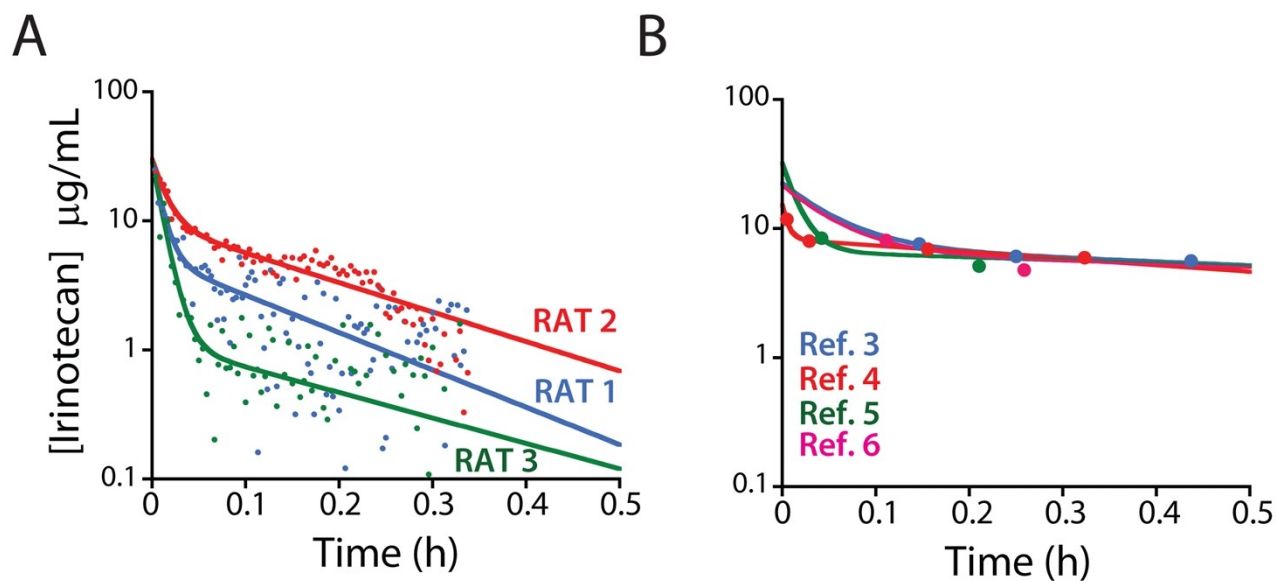 A
[Irinotecan] µg/mL
100
10
1
0.1
RAT 2
RAT 1
RAT 3
0 0.1 0.2 0.3 0.4 0.5
Time (h)
B
100
10
1
0.1
Ref. 3
Ref. 4
Ref. 5
Ref. 6
0 0.1 0.2 0.3 0.4 0.5
Time (h)